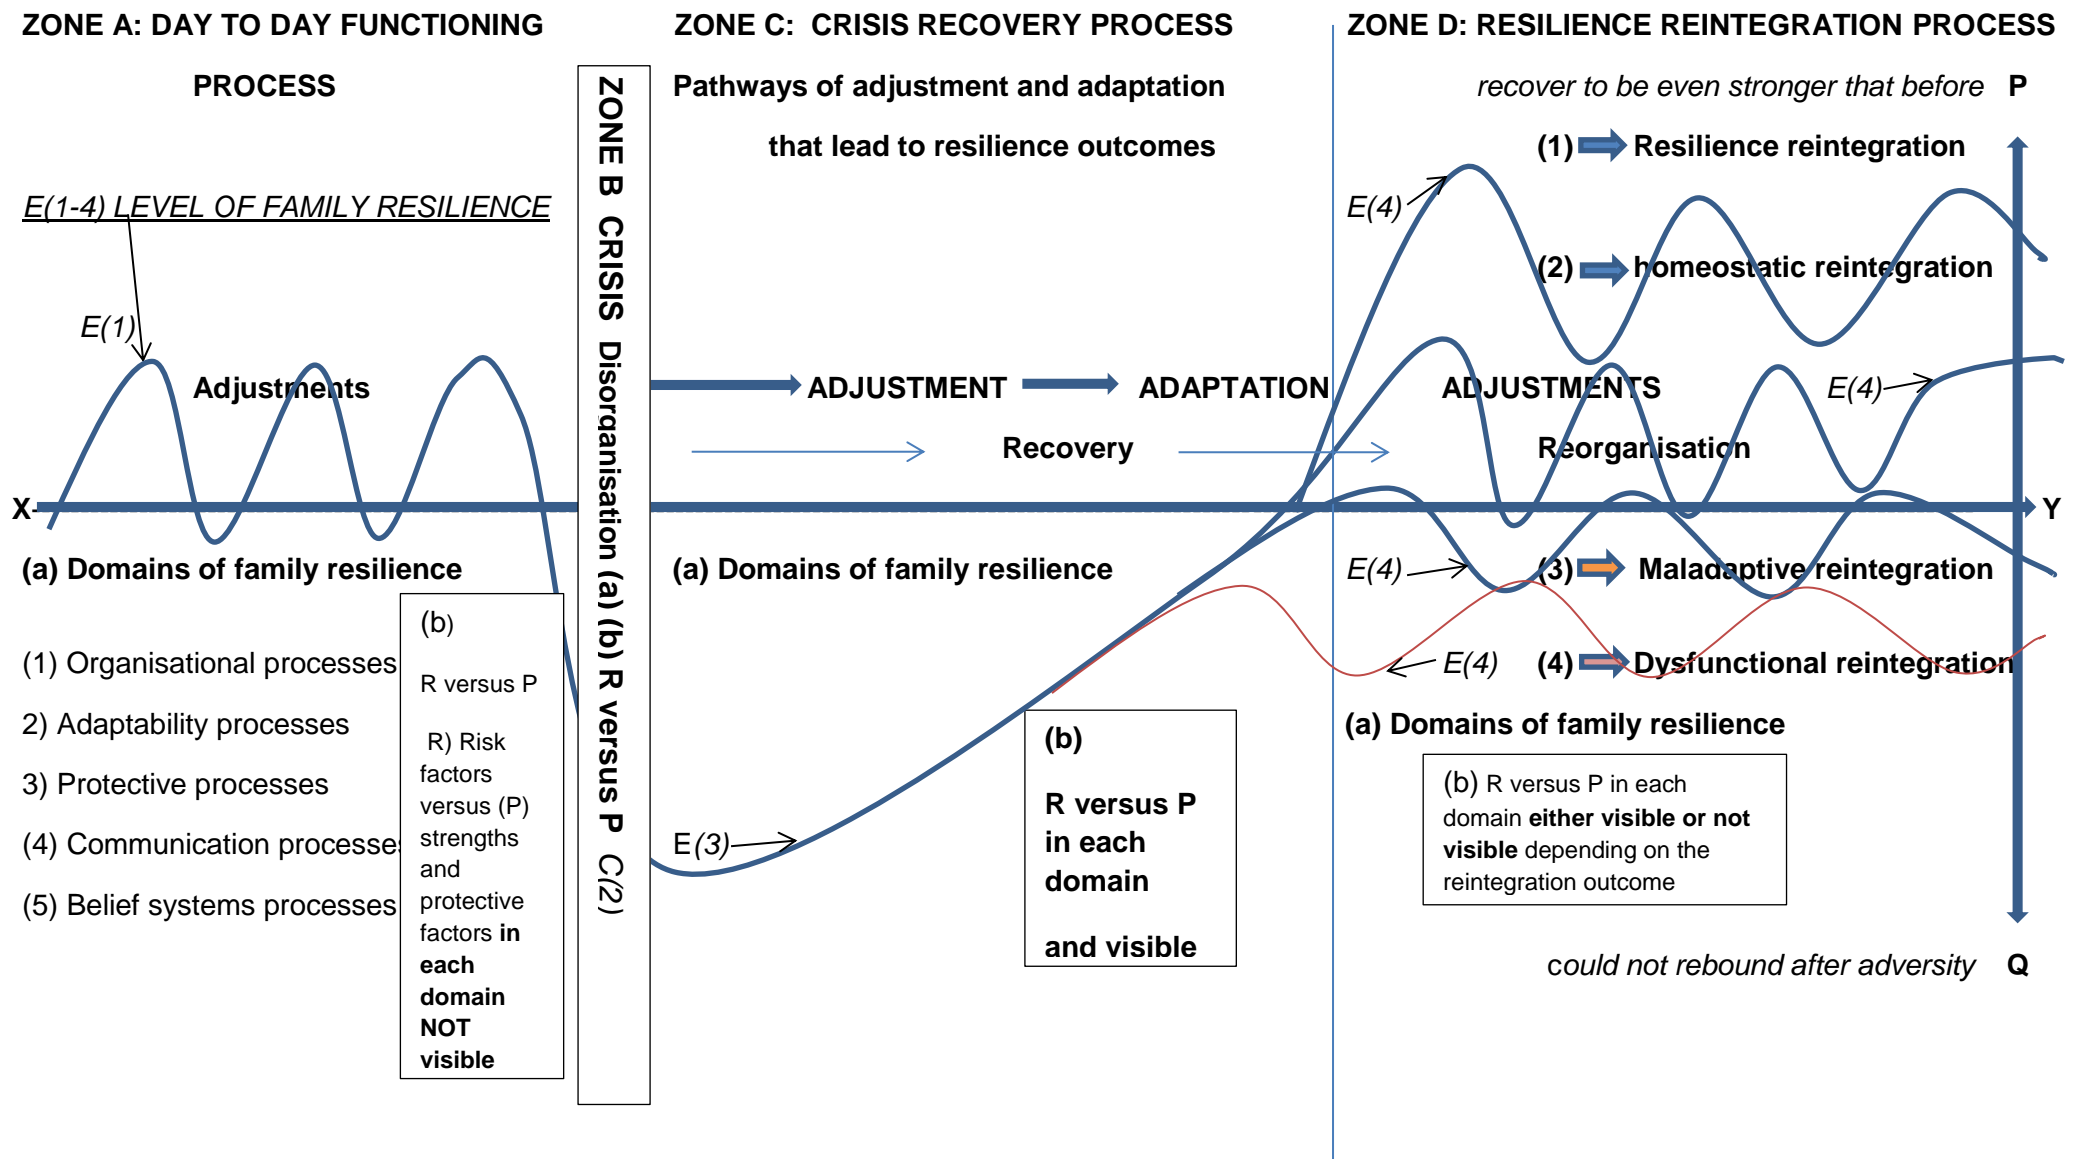 ZONE A: DAY TO DAY FUNCTIONING
PROCESS
E(1-4) LEVEL OF FAMILY RESILIENCE
E(1)
Adjustments
X
(a) Domains of family resilience
(1) Organisational processes
2) Adaptability processes
3) Protective processes
(4) Communication processes
(5) Belief systems processes
(b)
R versus P
R) Risk
factors
versus (P)
strengths
and
protective
factors in
each
domain
NOT
visible
ZONE B CRISIS Disorganisation (a) (b) R versus P C(2)
ZONE C: CRISIS RECOVERY PROCESS
Pathways of adjustment and adaptation
that lead to resilience outcomes
ADJUSTMENT ADAPTATION
Recovery
(a) Domains of family resilience
E(3)
(b)
R versus P
in each
domain
and visible
ZONE D: RESILIENCE REINTEGRATION PROCESS
recover to be even stronger that before P
(1) Resilience reintegration
E(4)
(2) homeostatic reintegration
ADJUSTMENTS
E(4)
Reorganisation
Y
E(4)
(3) Maladaptive reintegration
E(4)
(4) Dysfunctional reintegration
(a) Domains of family resilience
(b) R versus P in each
domain either visible or not
visible depending on the
reintegration outcome
could not rebound after adversity Q